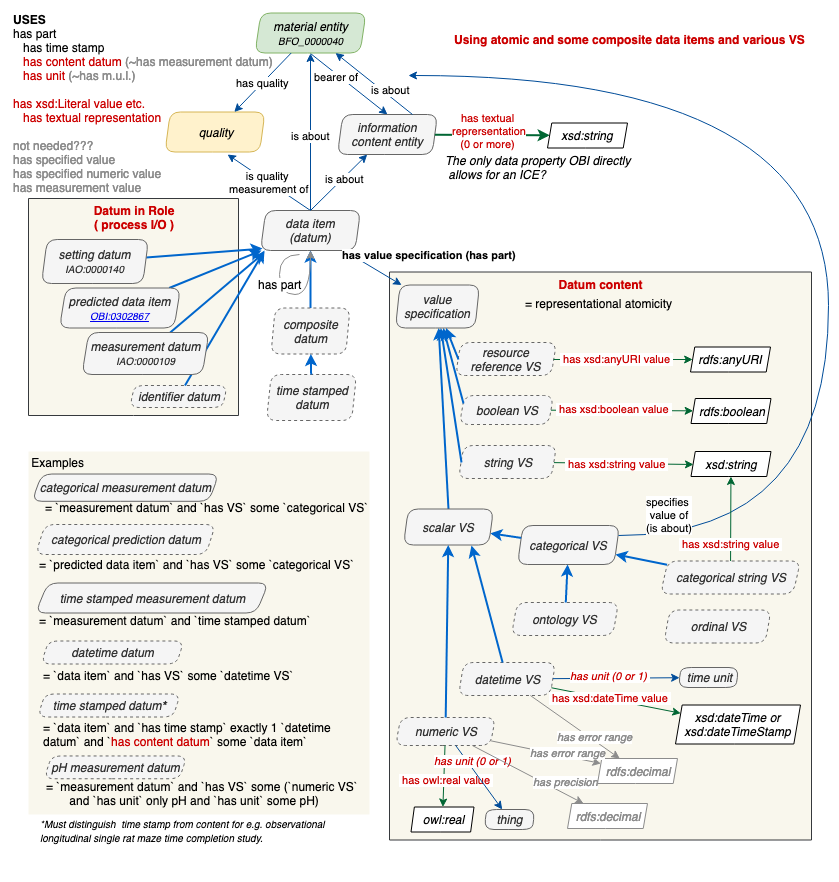 USES
has part
has time stamp
has content datum (~has measurement datum)
has unit (~has m.u.l.)
has xsd:Literal value etc.
has textual representation
not needed???
has specified value
has specified numeric value
has measurement value
material entity
BFO_0000040
Using atomic and some composite data items and various VS
has quality
bearer of
is about
quality
is about
information
content entity
has textual
reprersentation
(0 or more)
xsd:string
The only data property OBI directly
allows for an ICE?
is quality
measurement of
is about
Datum in Role
( process I/O )
setting datum
IAO:0000140
predicted data item
OBI:0302867
measurement datum
IAO:0000109
identifier datum
data item
(datum)
has part
composite
datum
time stamped
datum
has value specification (has part)
Datum content
= representational atomicity
value
specification
resource
reference VS
has xsd:anyURI value
rdfs:anyURI
boolean VS
has xsd:boolean value
rdfs:boolean
string VS
has xsd:string value
xsd:string
scalar VS
categorical VS
specifies
value of
(is about)
has xsd:string value
categorical string VS
ontology VS
ordinal VS
datetime VS
has unit (0 or 1)
time unit
has xsd:dateTime value
xsd:dateTime or
xsd:dateTimeStamp
numeric VS
has error range
has error range
has unit (0 or 1)
rdfs:decimal
has owl:real value
has precision
owl:real
thing
rdfs:decimal
Examples
categorical measurement datum
= `measurement datum` and `has VS` some `categorical VS`
categorical prediction datum
= `predicted data item` and `has VS` some `categorical VS`
time stamped measurement datum
= `measurement datum` and `time stamped datum`
datetime datum
= `data item` and `has VS` some `datetime VS`
time stamped datum*
= `data item` and `has time stamp` exactly 1 `datetime
datum` and `has content datum` some `data item`
pH measurement datum
= `measurement datum` and `has VS` some (`numeric VS`
and `has unit` only pH and `has unit` some pH)
*Must distinguish time stamp from content for e.g. observational
longitudinal single rat maze time completion study.